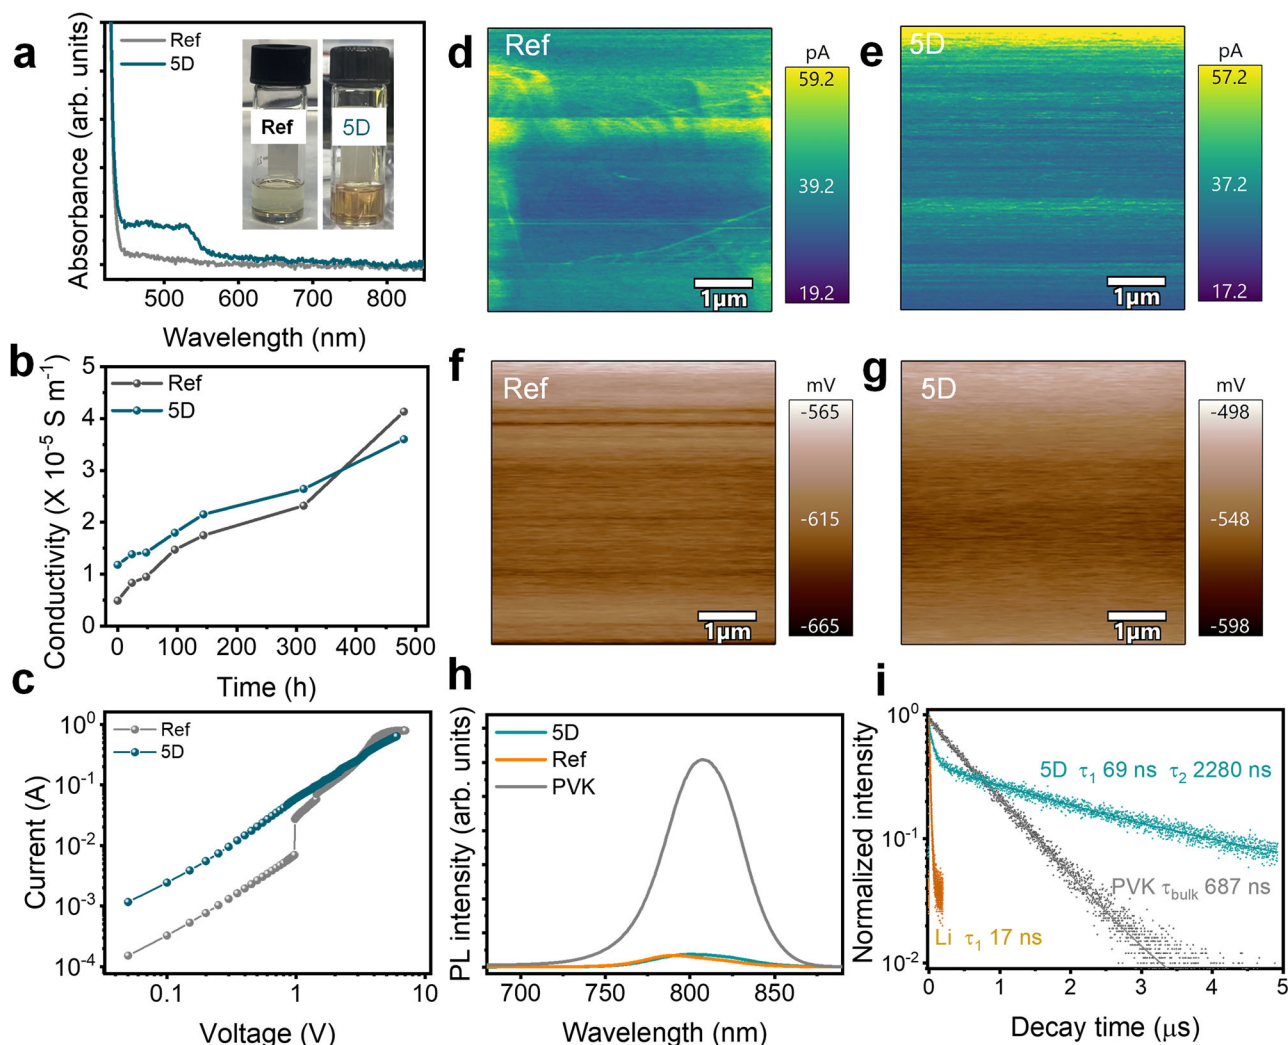 a
Absorbance (arb. units)
Ref
5D
Ref
5D
500 600 700 800
Wavelength (nm)
b
Conductivity (X 10⁻⁵ S m⁻¹)
5
4
3
2
1
0
Ref
5D
0 100 200 300 400 500
Time (h)
c
Current (A)
10⁰
10⁻¹
10⁻²
10⁻³
10⁻⁴
Ref
5D
0.1 1 10
Voltage (V)
d
Ref
1μm
pA
59.2
39.2
19.2
e
5D
1μm
pA
57.2
37.2
17.2
f
Ref
1μm
mV
-565
-615
-665
g
5D
1μm
mV
-498
-548
-598
h
PL intensity (arb. units)
5D
Ref
PVK
700 750 800 850
Wavelength (nm)
i
Normalized intensity
10⁰
10⁻¹
10⁻²
5D τ₁ 69 ns τ₂ 2280 ns
PVK τbulk 687 ns
Li τ₁ 17 ns
0 1 2 3 4 5
Decay time (μs)